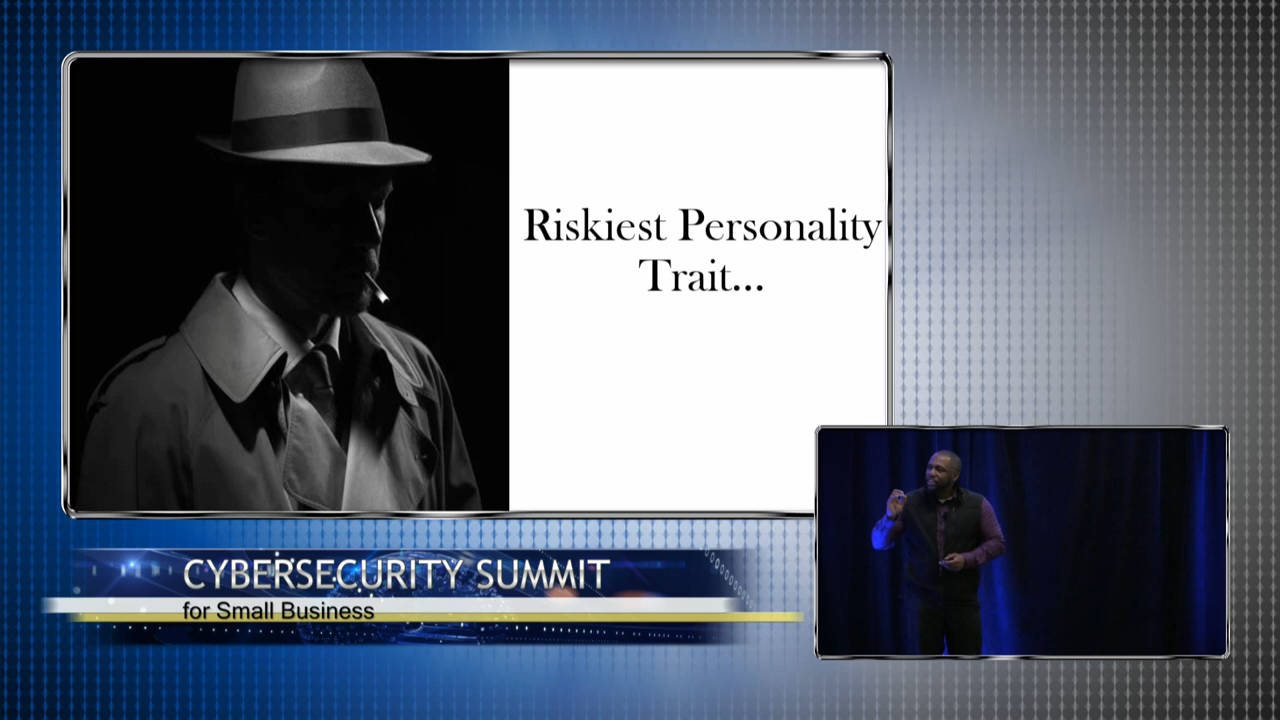 Riskiest Personality
Trait...
CYBERSECURITY SUMMIT
for Small Business